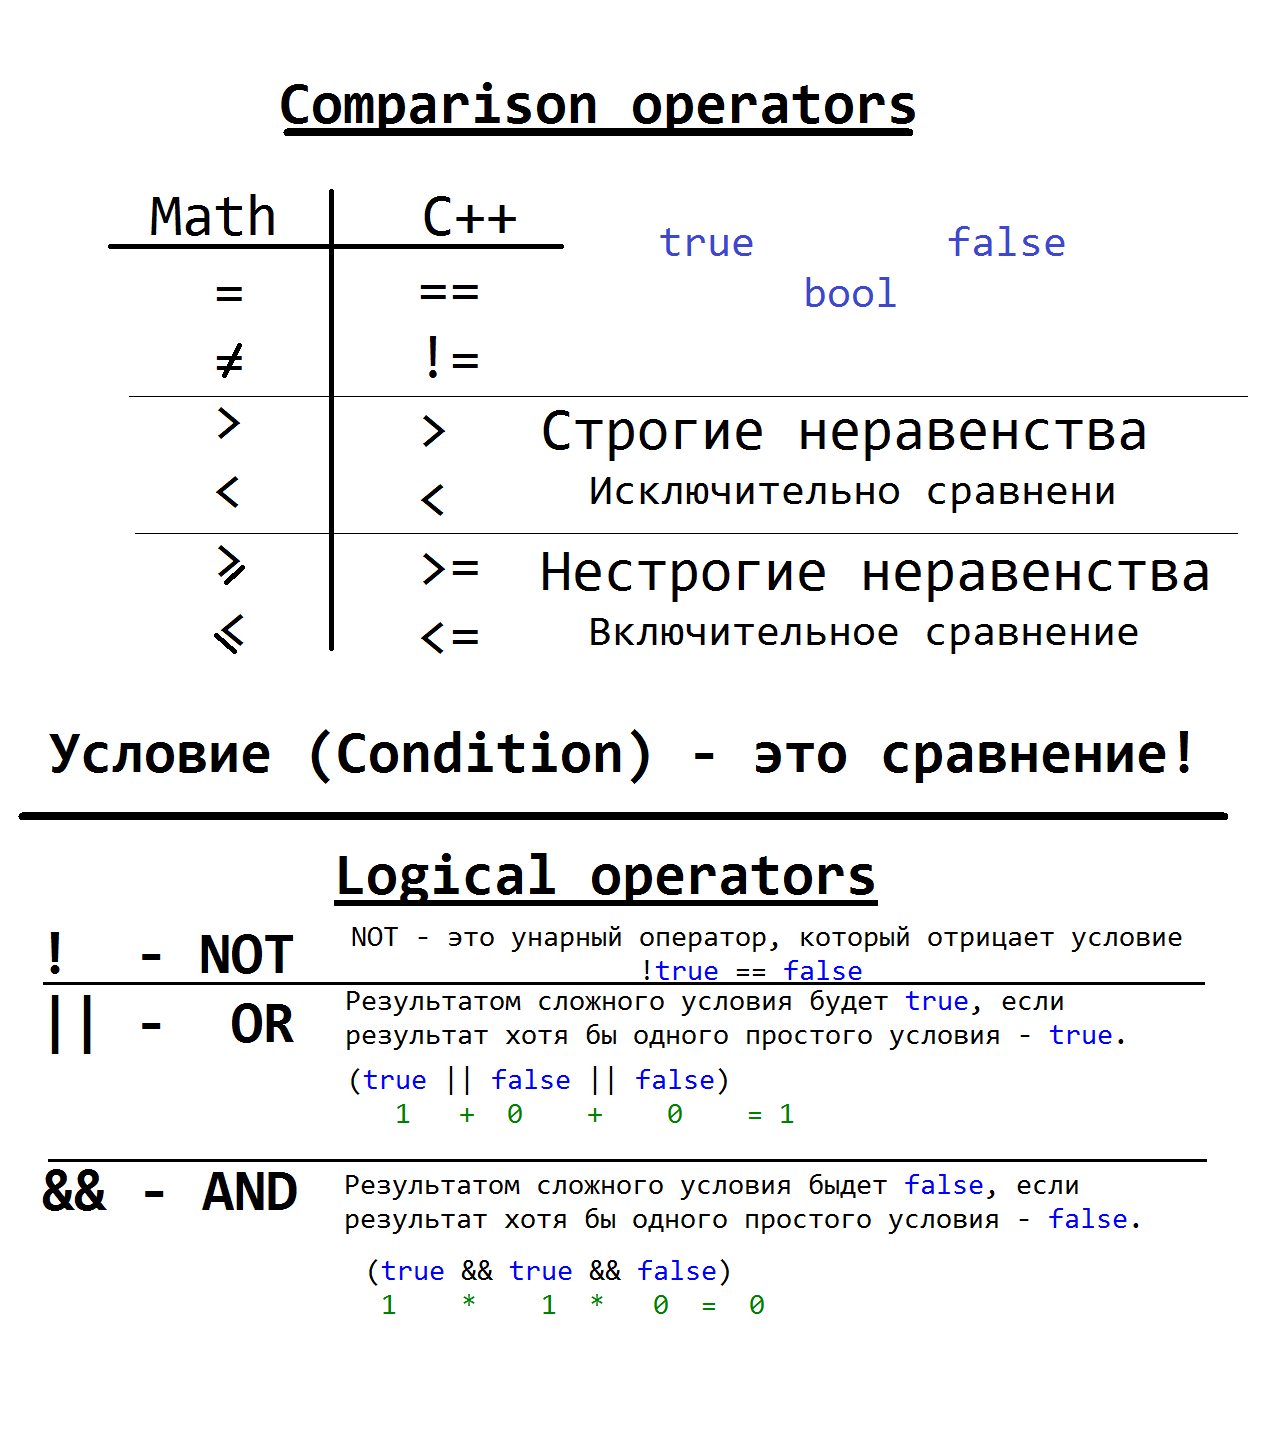 Comparison operators
Math C++
true false
bool
= ==
≠ !=
> > Строгие неравенства
< < Исключительно сравнени
⩾ >= Нестрогие неравенства
⩽ <= Включительное сравнение
Условие (Condition) - это сравнение!
Logical operators
! - NOT NOT - это унарный оператор, который отрицает условие
!true == false
|| - OR Результатом сложного условия будет true, если
результат хотя бы одного простого условия - true.
(true || false || false)
1 + 0 + 0 = 1
&& - AND Результатом сложного условия быдет false, если
результат хотя бы одного простого условия - false.
(true && true && false)
1 * 1 * 0 = 0